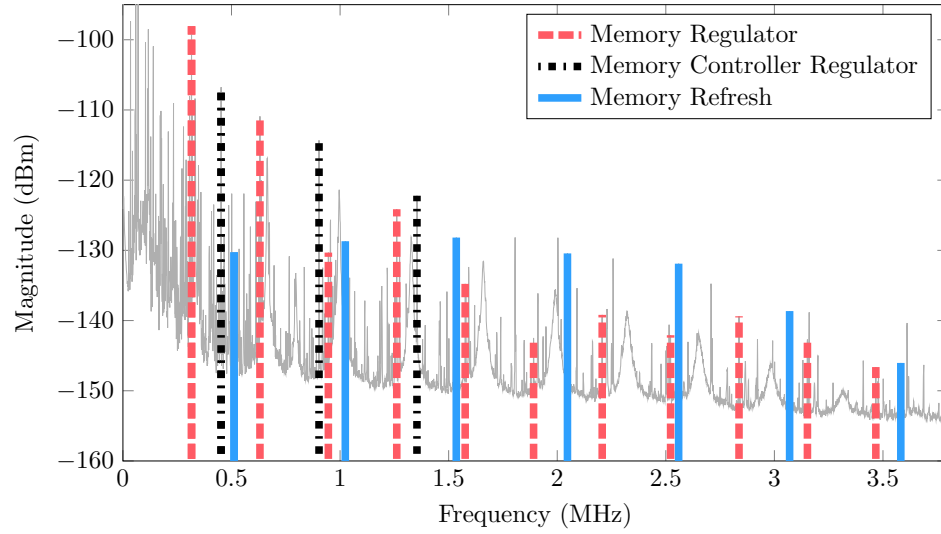 Memory Regulator
Memory Controller Regulator
Memory Refresh
Magnitude (dBm)
−100
−110
−120
−130
−140
−150
−160
0 0.5 1 1.5 2 2.5 3 3.5
Frequency (MHz)